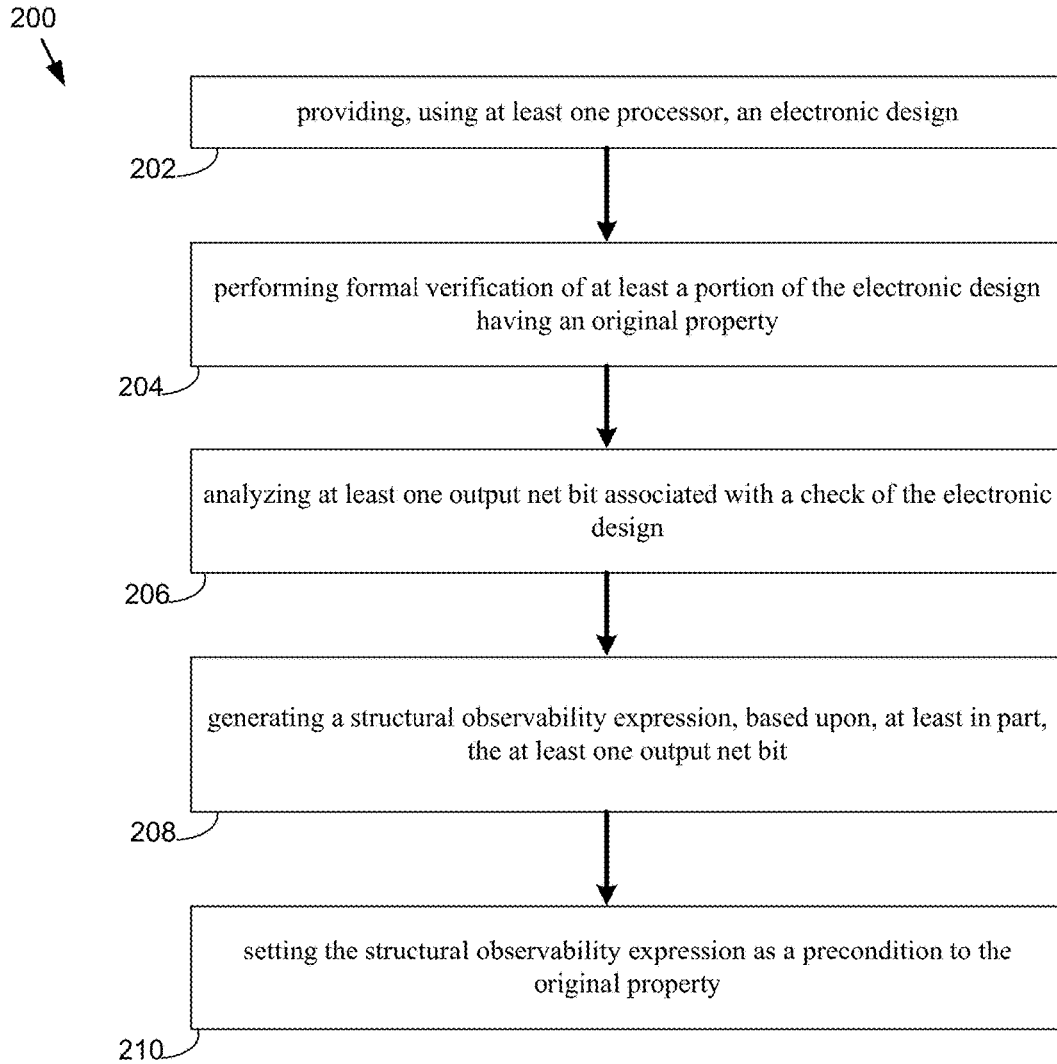 200
providing, using at least one processor, an electronic design
202
performing formal verification of at least a portion of the electronic design
having an original property
204
analyzing at least one output net bit associated with a check of the electronic
design
206
generating a structural observability expression, based upon, at least in part,
the at least one output net bit
208
setting the structural observability expression as a precondition to the
original property
210